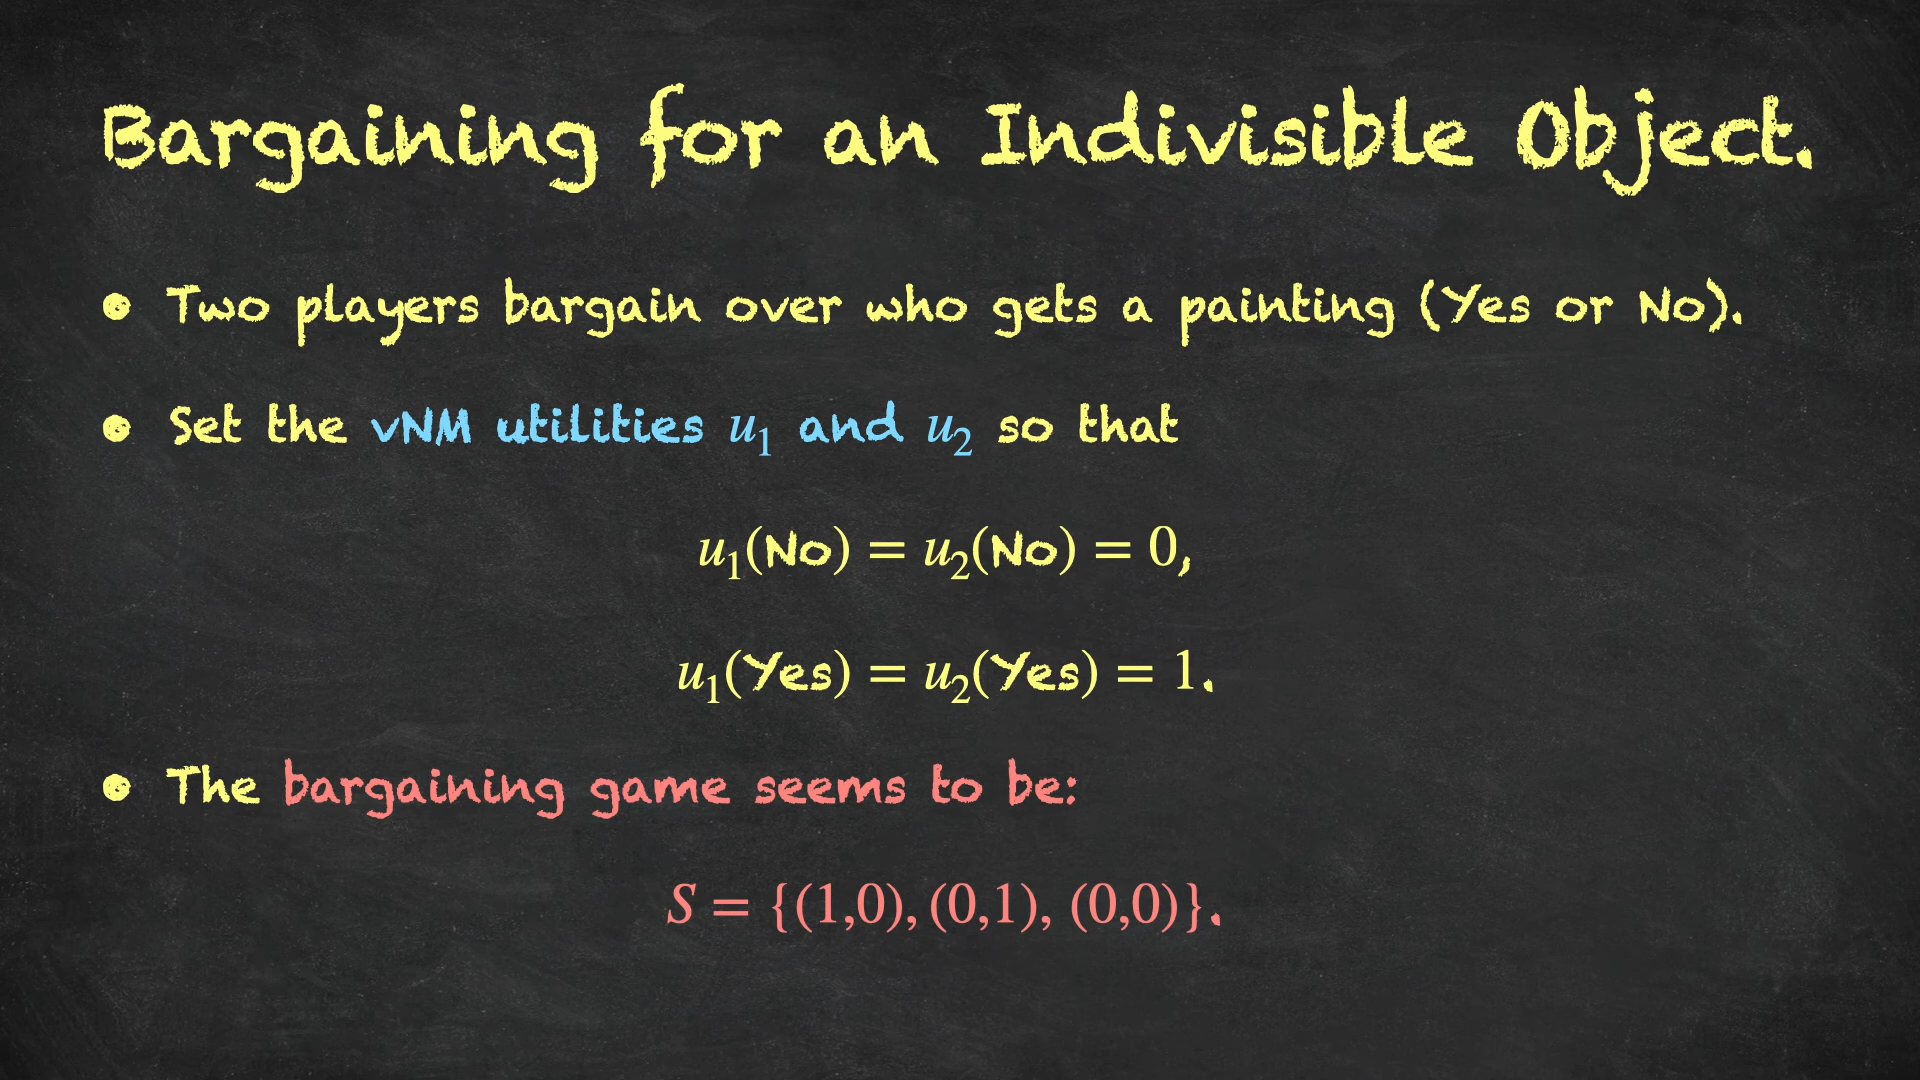 Bargaining for an Indivisible Object.
• Two players bargain over who gets a painting (Yes or No).
• Set the vNM utilities u₁ and u₂ so that
u₁(No) = u₂(No) = 0,
u₁(Yes) = u₂(Yes) = 1.
• The bargaining game seems to be:
S = {(1,0), (0,1), (0,0)}.